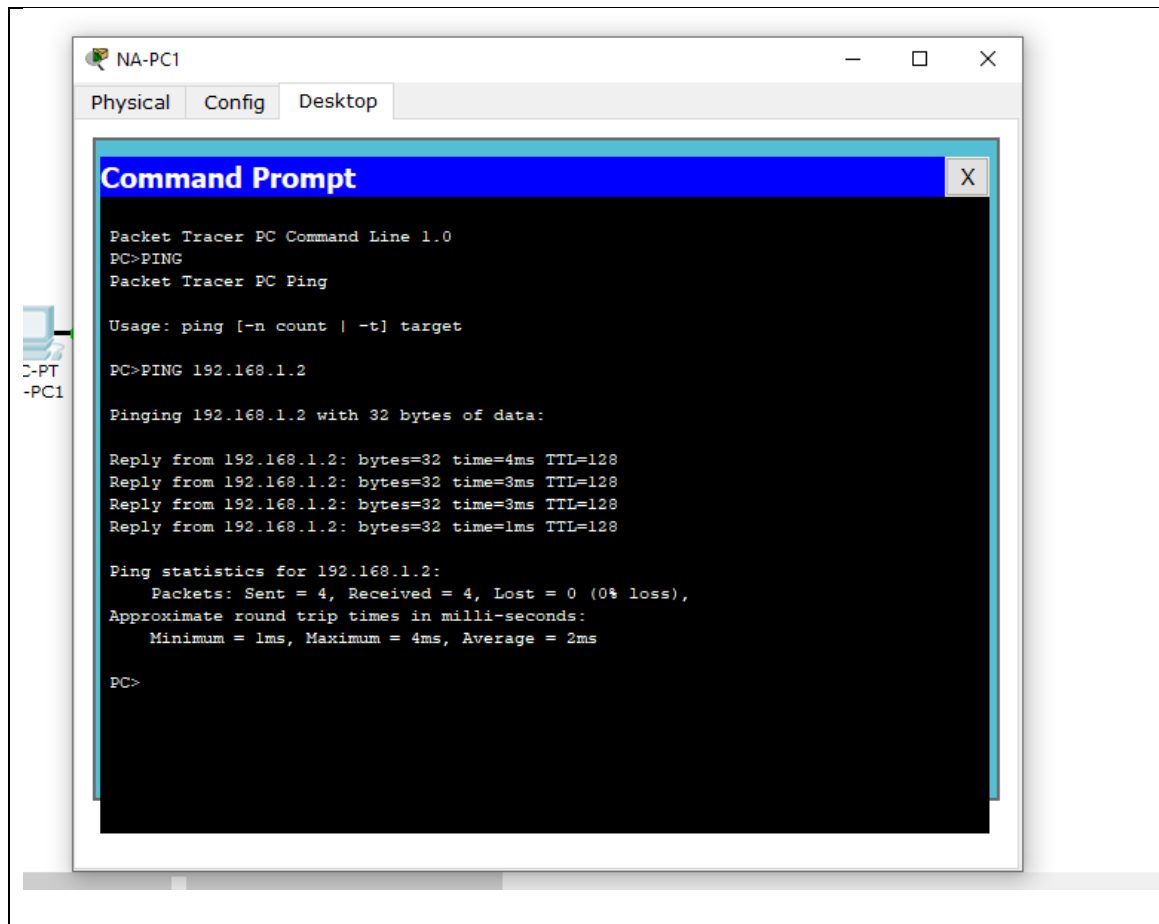 NA-PC1
Physical Config Desktop
Command Prompt
X
Packet Tracer PC Command Line 1.0
PC>PING
Packet Tracer PC Ping
Usage: ping [-n count | -t] target
PC>PING 192.168.1.2
Pinging 192.168.1.2 with 32 bytes of data:
Reply from 192.168.1.2: bytes=32 time=4ms TTL=128
Reply from 192.168.1.2: bytes=32 time=3ms TTL=128
Reply from 192.168.1.2: bytes=32 time=3ms TTL=128
Reply from 192.168.1.2: bytes=32 time=1ms TTL=128
Ping statistics for 192.168.1.2:
Packets: Sent = 4, Received = 4, Lost = 0 (0% loss),
Approximate round trip times in milli-seconds:
Minimum = 1ms, Maximum = 4ms, Average = 2ms
PC>
C-PT
-PC1